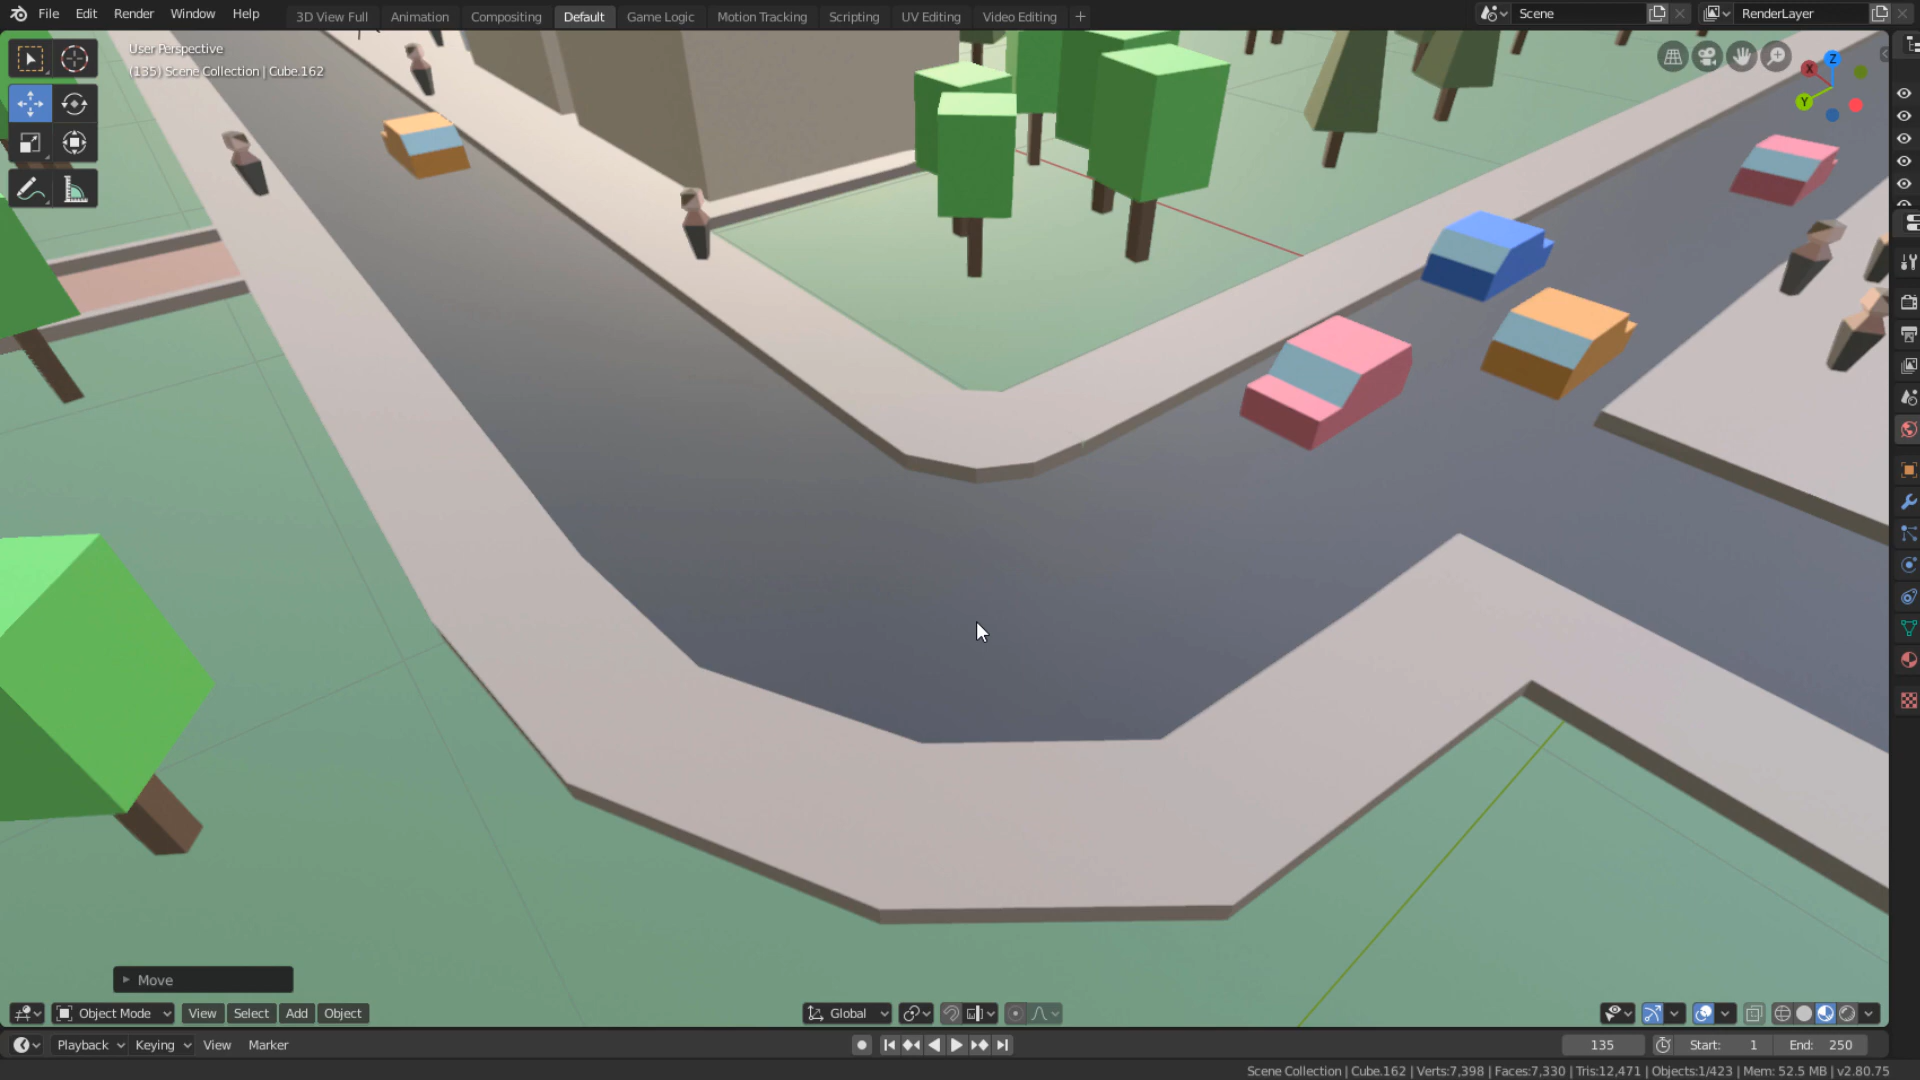 File Edit Render Window Help 3D View Full Animation Compositing Default Game Logic Motion Tracking Scripting UV Editing Video Editing + Scene RenderLayer
User Perspective
(135) Scene Collection | Cube.162
Z
X
Y
Move
Object Mode View Select Add Object Global
Playback Keying View Marker 135 Start: 1 End: 250
Scene Collection | Cube.162 | Verts:7,398 | Faces:7,330 | Tris:12,471 | Objects:1/423 | Mem: 52.5 MB | v2.80.75